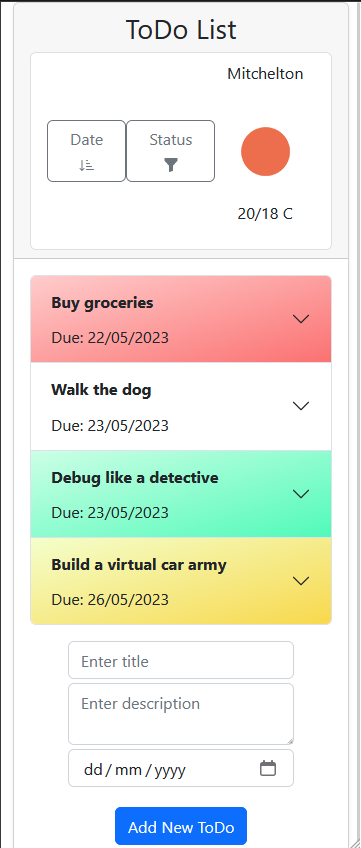 ToDo List
Mitchelton
Date Status
20/18 C
Buy groceries
Due: 22/05/2023
Walk the dog
Due: 23/05/2023
Debug like a detective
Due: 23/05/2023
Build a virtual car army
Due: 26/05/2023
Enter title
Enter description
dd/mm/yyyy
Add New ToDo